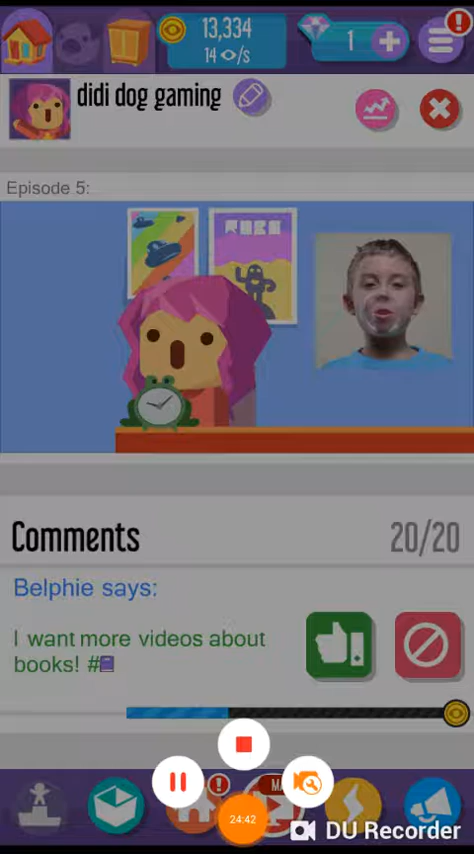 13,334
14 /s
1
didi dog gaming
Episode 5:
Comments
20/20
Belphie says:
I want more videos about
books! #
24:42
DU Recorder